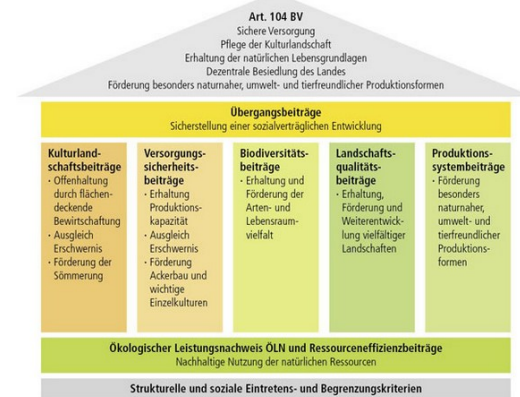 Art. 104 BV
Sichere Versorgung
Pflege der Kulturlandschaft
Erhaltung der natürlichen Lebensgrundlagen
Dezentrale Besiedlung des Landes
Förderung besonders naturnaher, umwelt- und tierfreundlicher Produktionsformen
Übergangsbeiträge
Sicherstellung einer sozialverträglichen Entwicklung
Kulturland-
schaftsbeiträge
· Offenhaltung
durch flächen-
deckende
Bewirtschaftung
· Ausgleich
Erschwernis
· Förderung der
Sömmerung
Versorgungs-
sicherheits-
beiträge
· Erhaltung
Produktions-
kapazität
· Ausgleich
Erschwernis
· Förderung
Ackerbau und
wichtige
Einzelkulturen
Biodiversitäts-
beiträge
· Erhaltung und
Förderung der
Arten- und
Lebensraum-
vielfalt
Landschafts-
qualitäts-
beiträge
· Erhaltung,
Förderung und
Weiterentwick-
lung vielfältiger
Landschaften
Produktions-
systembeiträge
· Förderung
besonders
naturnaher,
umwelt- und
tierfreundlicher
Produktions-
formen
Ökologischer Leistungsnachweis ÖLN und Ressourceneffizienzbeiträge
Nachhaltige Nutzung der natürlichen Ressourcen
Strukturelle und soziale Eintretens- und Begrenzungskriterien